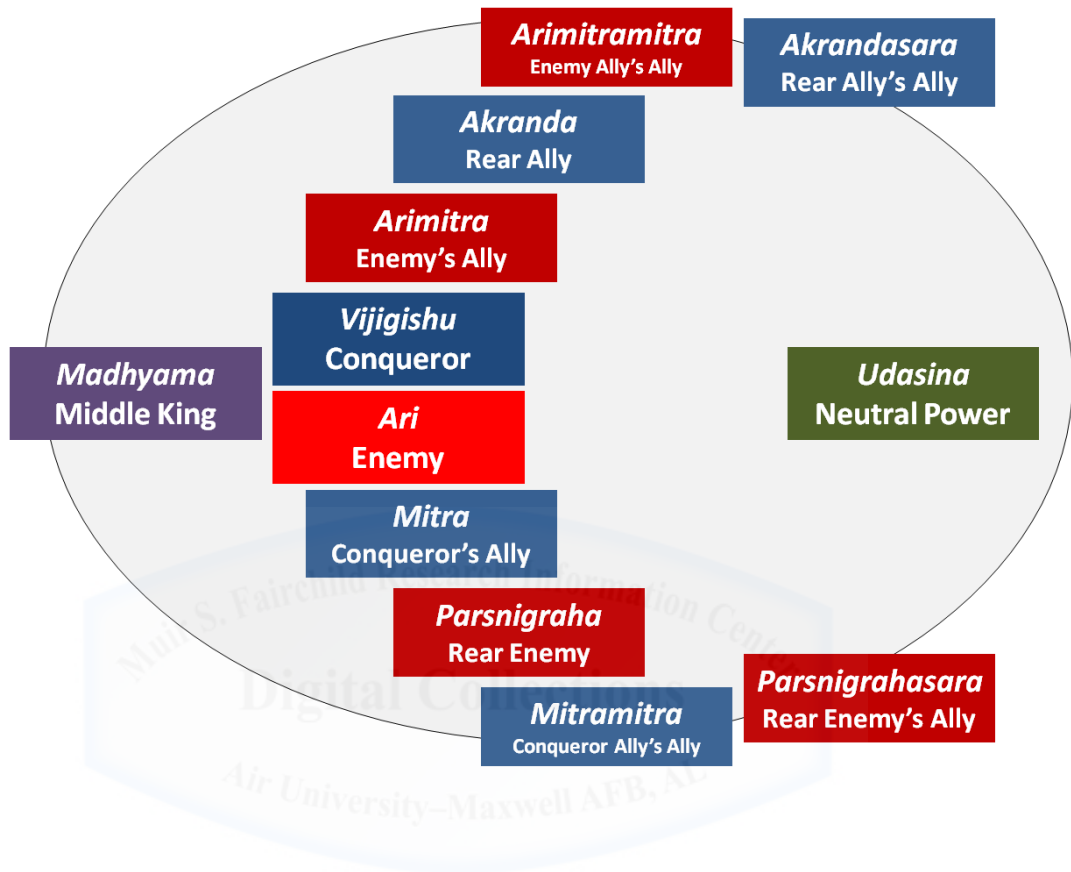 Arimitramitra
Enemy Ally's Ally
Akrandasara
Rear Ally's Ally
Akranda
Rear Ally
Arimitra
Enemy's Ally
Vijigishu
Conqueror
Madhyama
Middle King
Ari
Enemy
Udasina
Neutral Power
Mitra
Conqueror's Ally
Parsnigraha
Rear Enemy
Parsnigrahasara
Rear Enemy's Ally
Mitramitra
Conqueror Ally's Ally
Muir S. Fairchild Research Information Center
Digital Collections
Air University–Maxwell AFB, AL